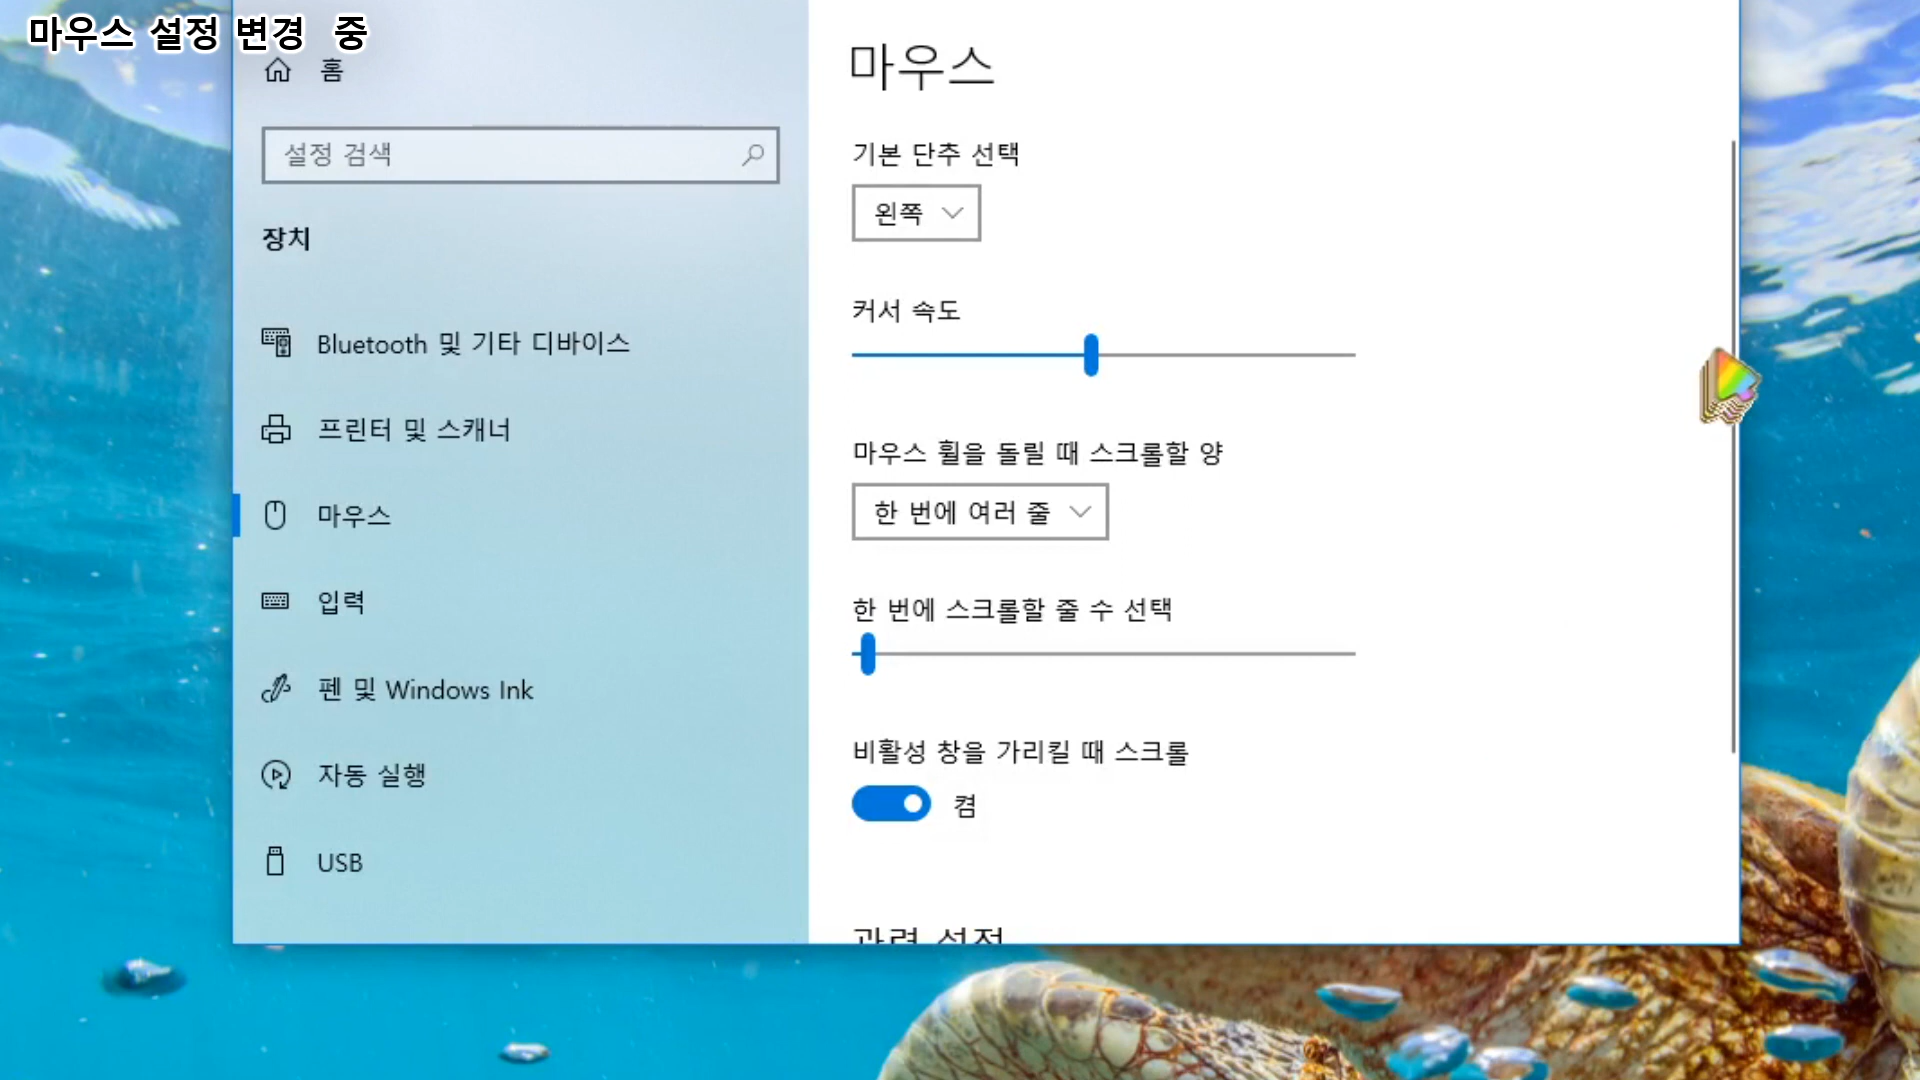 마우스 설정 변경 중
홈
설정 검색
장치
Bluetooth 및 기타 디바이스
프린터 및 스캐너
마우스
입력
펜 및 Windows Ink
자동 실행
USB
마우스
기본 단추 선택
왼쪽
커서 속도
마우스 휠을 돌릴 때 스크롤할 양
한 번에 여러 줄
한 번에 스크롤할 줄 수 선택
비활성 창을 가리킬 때 스크롤
켬
관련 설정